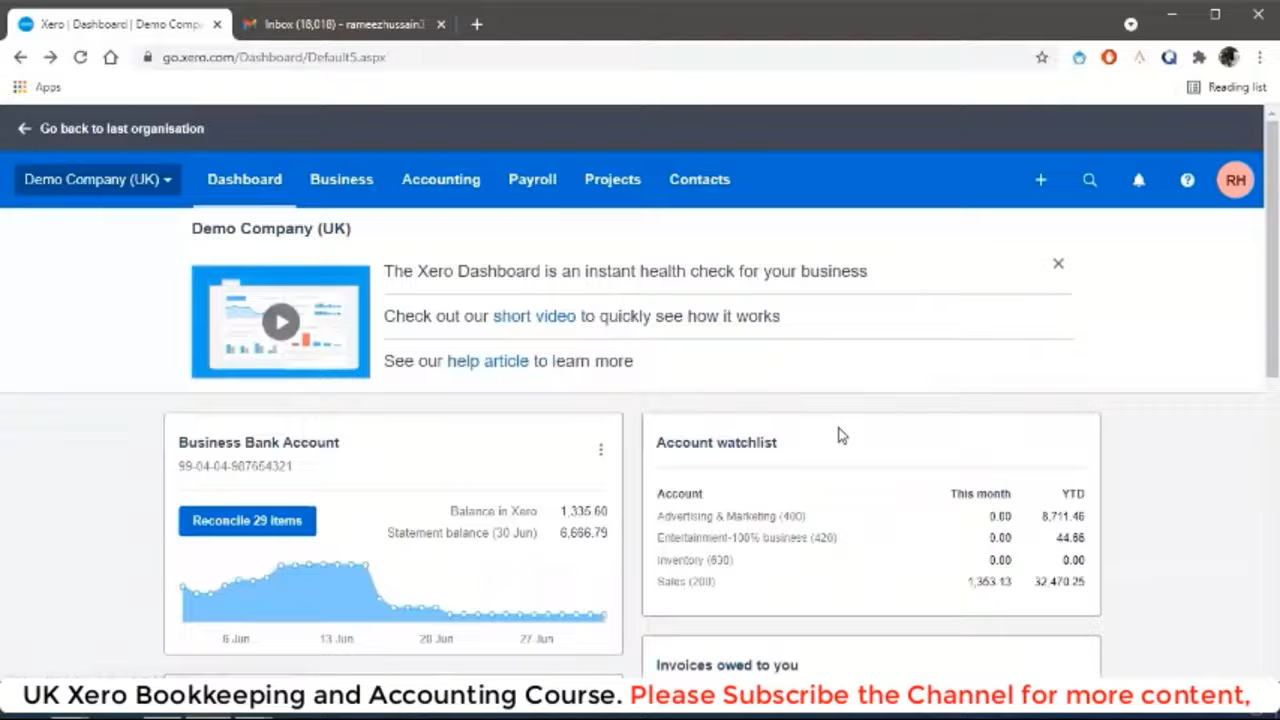 Xero | Dashboard | Demo Comp
Inbox (18,018) - rameezhussain3
go.xero.com/Dashboard/Default5.aspx
Apps
Reading list
Go back to last organisation
Demo Company (UK)
Dashboard
Business
Accounting
Payroll
Projects
Contacts
RH
Demo Company (UK)
The Xero Dashboard is an instant health check for your business
Check out our short video to quickly see how it works
See our help article to learn more
Business Bank Account
99-04-04-987654321
Reconcile 29 items
Balance in Xero 1,335.60
Statement balance (30 Jun) 6,666.79
6 Jun 13 Jun 20 Jun 27 Jun
Account watchlist
Account This month YTD
Advertising & Marketing (400) 0.00 8,711.46
Entertainment-100% business (420) 0.00 44.66
Inventory (630) 0.00 0.00
Sales (200) 1,353.13 32,470.25
Invoices owed to you
UK Xero Bookkeeping and Accounting Course. Please Subscribe the Channel for more content,